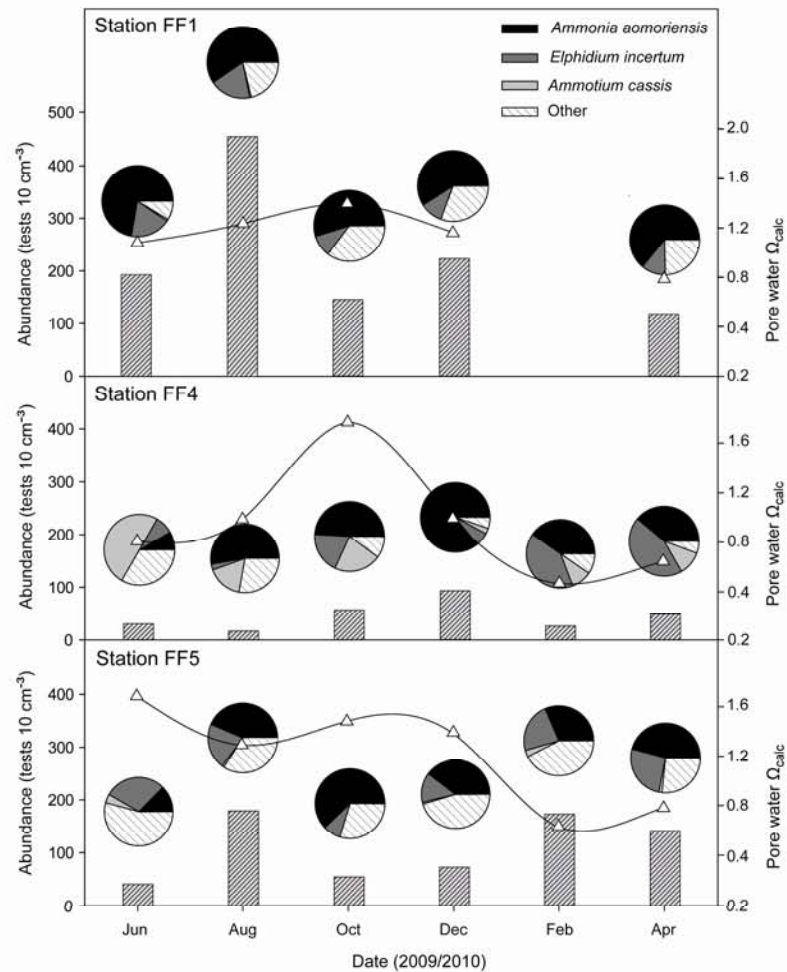 Station FF1
Ammonia aomoriensis
Elphidium incertum
Ammotium cassis
Other
500
400
300
200
100
0
Abundance (tests 10 cm⁻³)
2.0
1.6
1.2
0.8
0.4
0.2
Pore water Ωcalc
Station FF4
400
300
200
100
0
Abundance (tests 10 cm⁻³)
1.6
1.2
0.8
0.4
0.2
Pore water Ωcalc
Station FF5
400
300
200
100
0
Abundance (tests 10 cm⁻³)
1.6
1.2
0.8
0.4
0.2
Pore water Ωcalc
Jun Aug Oct Dec Feb Apr
Date (2009/2010)